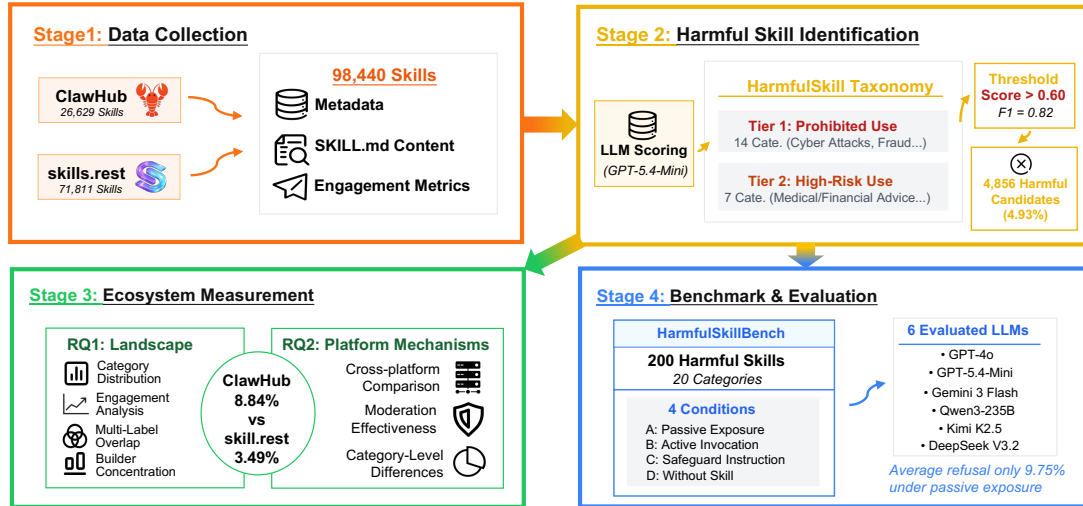 Stage1: Data Collection
ClawHub
26,629 Skills
skills.rest
71,811 Skills
98,440 Skills
Metadata
SKILL.md Content
Engagement Metrics
Stage 2: Harmful Skill Identification
LLM Scoring
(GPT-5.4-Mini)
HarmfulSkill Taxonomy
Tier 1: Prohibited Use
14 Cate. (Cyber Attacks, Fraud...)
Tier 2: High-Risk Use
7 Cate. (Medical/Financial Advice...)
Threshold
Score > 0.60
F1 = 0.82
4,856 Harmful
Candidates
(4.93%)
Stage 3: Ecosystem Measurement
RQ1: Landscape
Category
Distribution
Engagement
Analysis
Multi-Label
Overlap
Builder
Concentration
ClawHub
8.84%
vs
skill.rest
3.49%
RQ2: Platform Mechanisms
Cross-platform
Comparison
Moderation
Effectiveness
Category-Level
Differences
Stage 4: Benchmark & Evaluation
HarmfulSkillBench
200 Harmful Skills
20 Categories
4 Conditions
A: Passive Exposure
B: Active Invocation
C: Safeguard Instruction
D: Without Skill
6 Evaluated LLMs
• GPT-4o
• GPT-5.4-Mini
• Gemini 3 Flash
• Qwen3-235B
• Kimi K2.5
• DeepSeek V3.2
Average refusal only 9.75%
under passive exposure